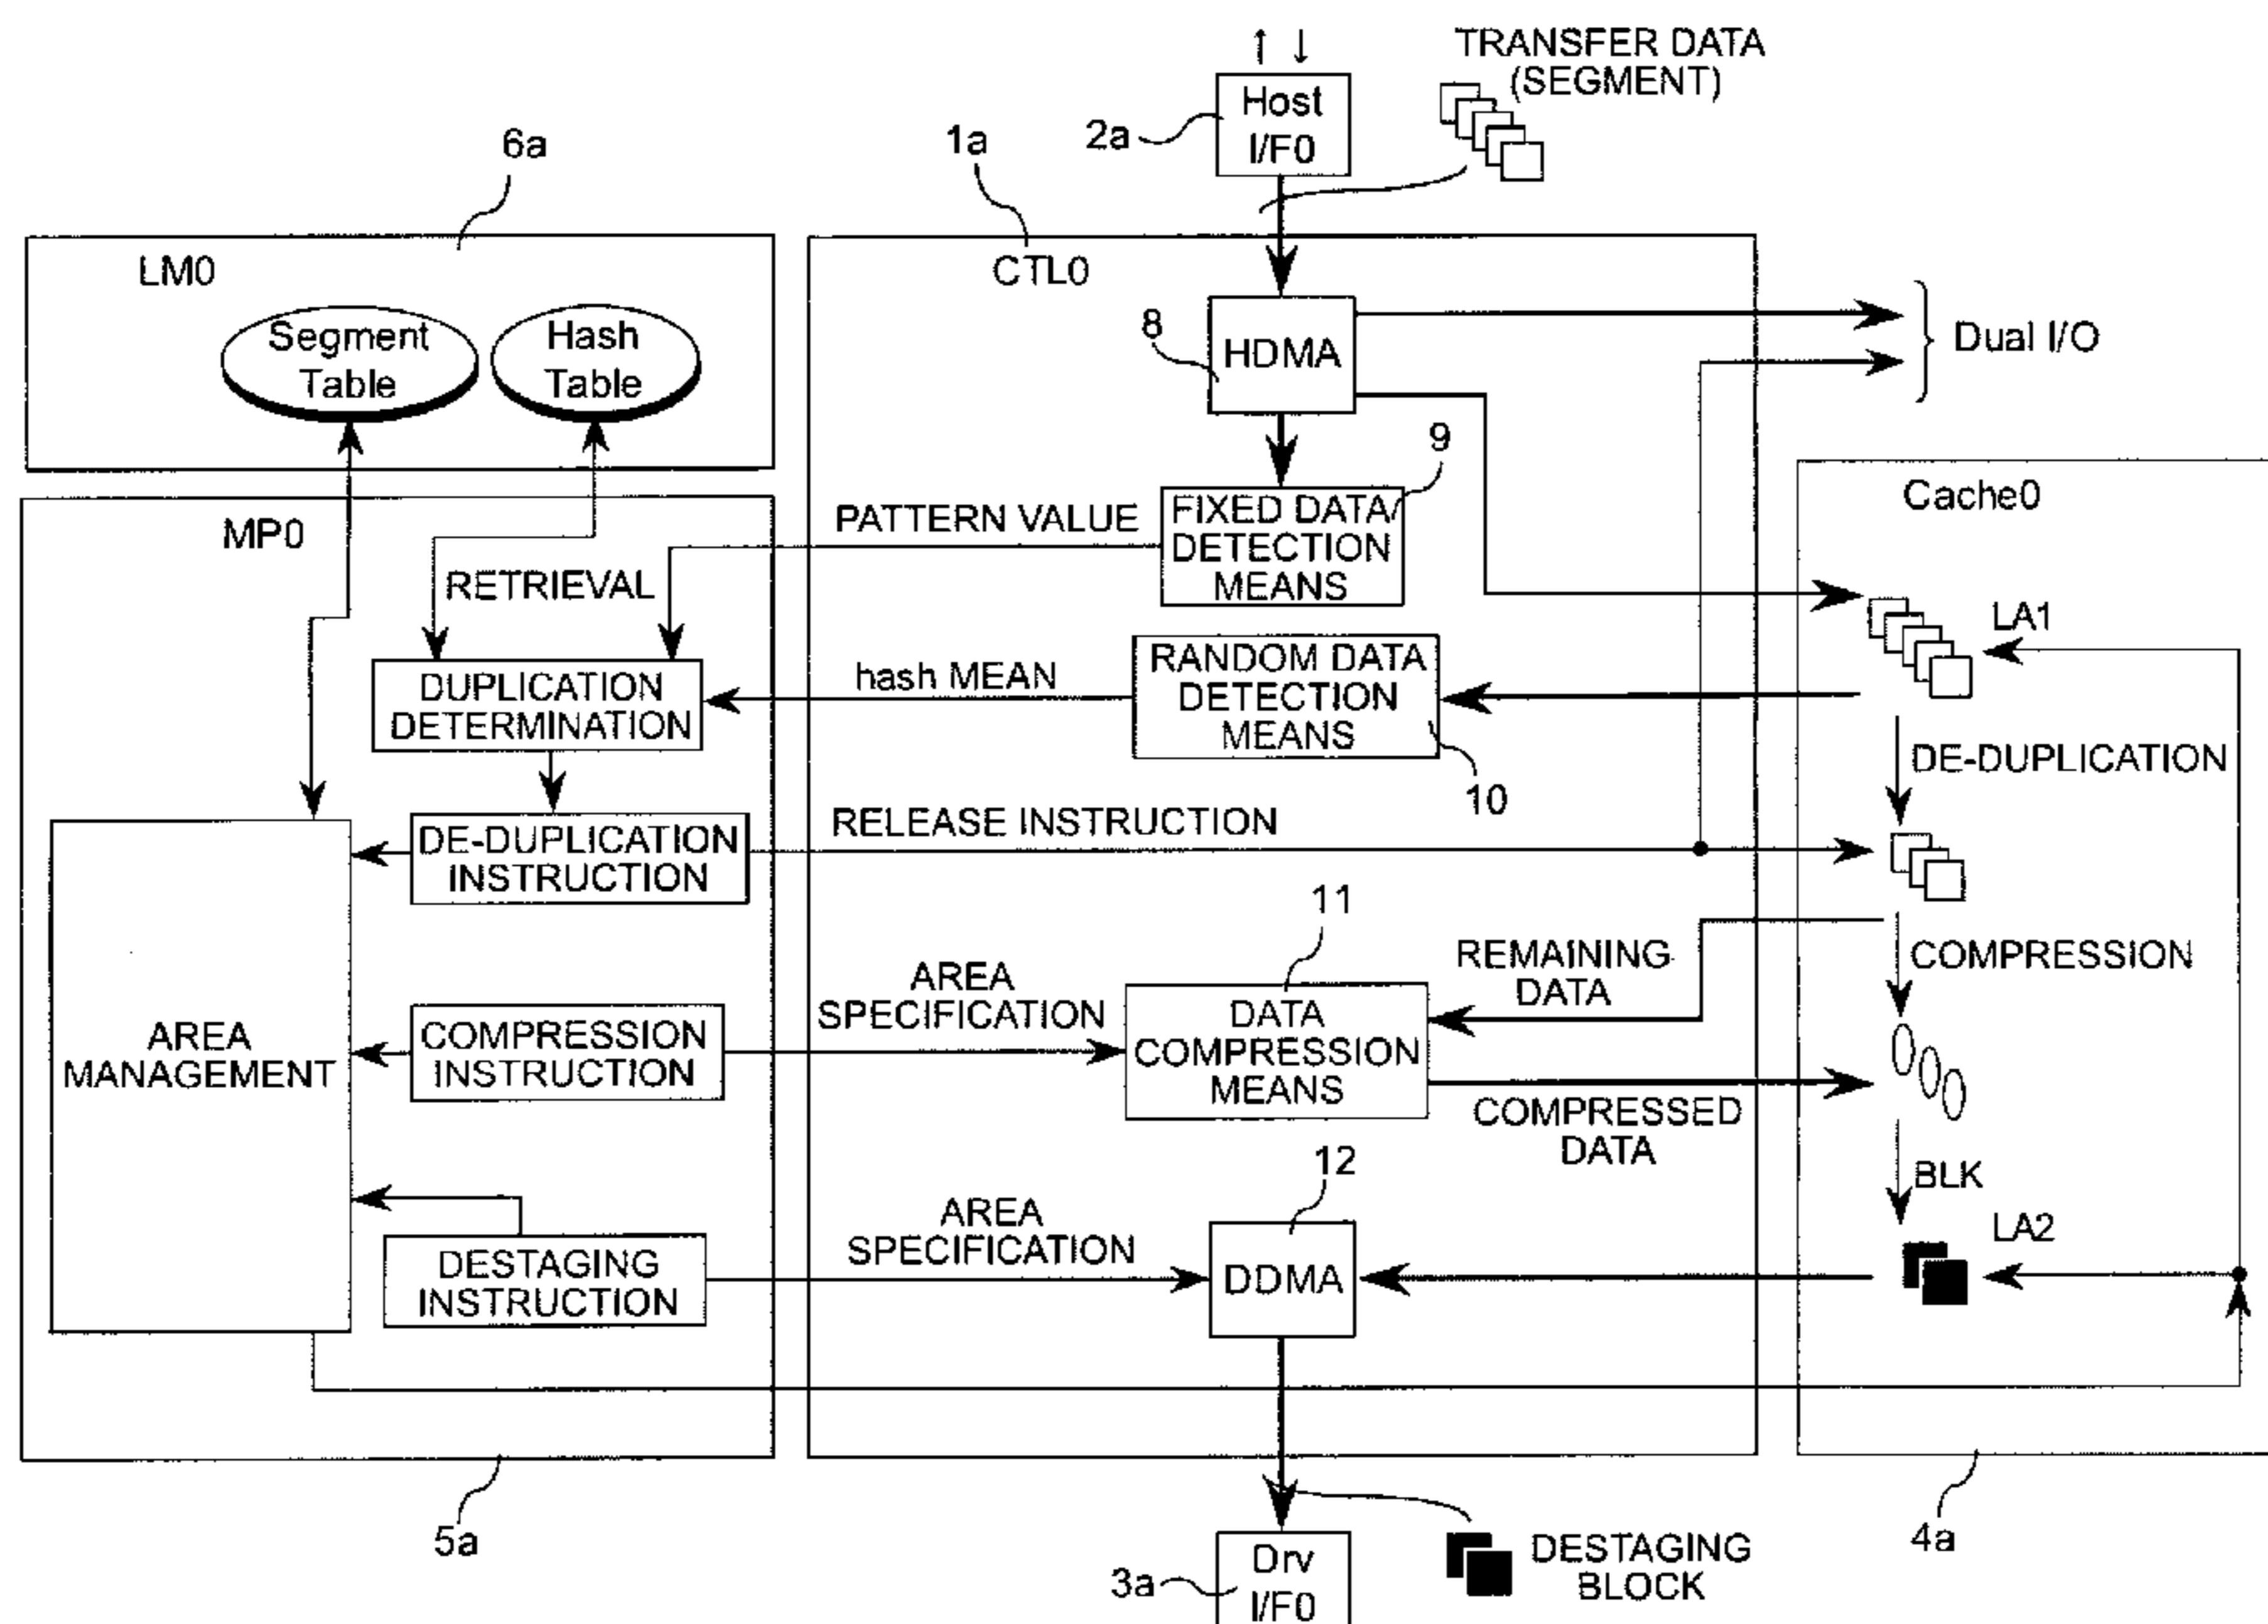 ↑ ↓
TRANSFER DATA
(SEGMENT)
Host
I/F0
2a
1a
6a
LM0
Segment
Table
Hash
Table
CTL0
8
HDMA
Dual I/O
9
Cache0
MP0
PATTERN VALUE
FIXED DATA
DETECTION
MEANS
RETRIEVAL
LA1
DUPLICATION
DETERMINATION
hash MEAN
RANDOM DATA
DETECTION
MEANS
10
DE-DUPLICATION
DE-DUPLICATION
INSTRUCTION
RELEASE INSTRUCTION
11
AREA
SPECIFICATION
REMAINING
DATA
COMPRESSION
AREA
MANAGEMENT
COMPRESSION
INSTRUCTION
DATA
COMPRESSION
MEANS
COMPRESSED
DATA
12
BLK
AREA
SPECIFICATION
LA2
DESTAGING
INSTRUCTION
DDMA
5a
4a
3a
Drv
I/F0
DESTAGING
BLOCK